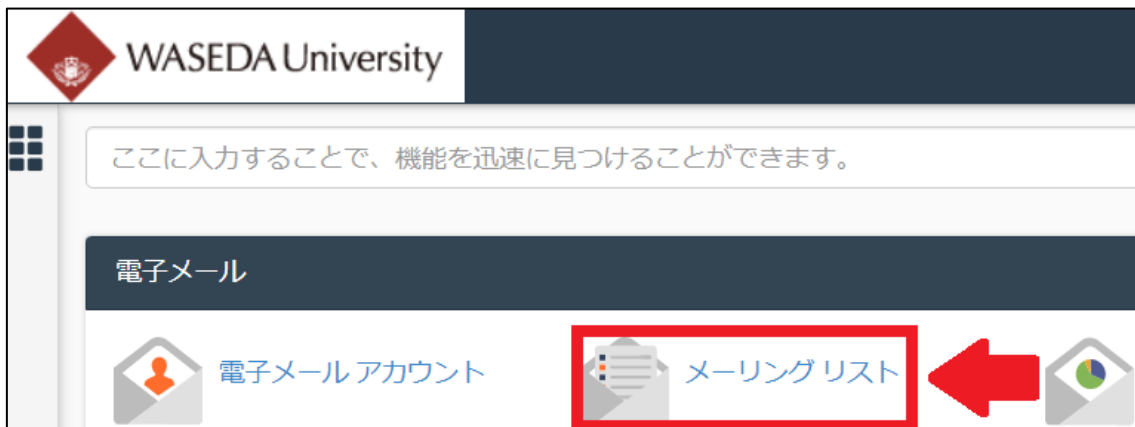 WASEDA University
ここに入力することで、機能を迅速に見つけることができます。
電子メール
電子メール アカウント
メーリング リスト